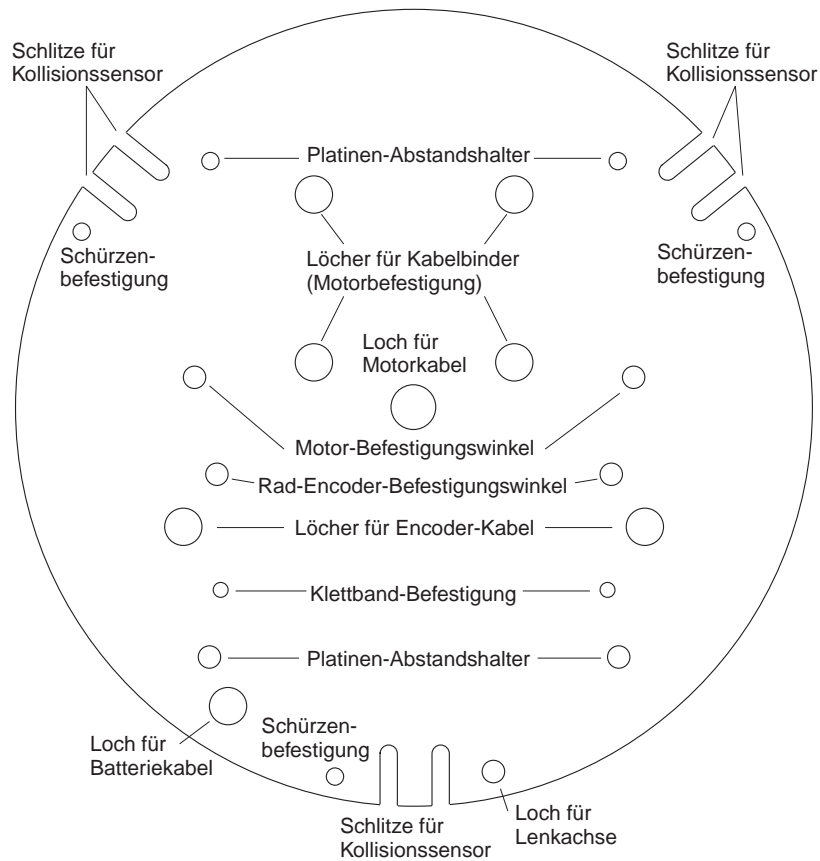 Schlitze für
Kollisionssensor
Schlitze für
Kollisionssensor
Platinen-Abstandshalter
Schürzen-
befestigung
Löcher für Kabelbinder
(Motorbefestigung)
Schürzen-
befestigung
Loch für
Motorkabel
Motor-Befestigungswinkel
Rad-Encoder-Befestigungswinkel
Löcher für Encoder-Kabel
Klettband-Befestigung
Platinen-Abstandshalter
Loch für
Batteriekabel
Schürzen-
befestigung
Schlitze für
Kollisionssensor
Loch für
Lenkachse